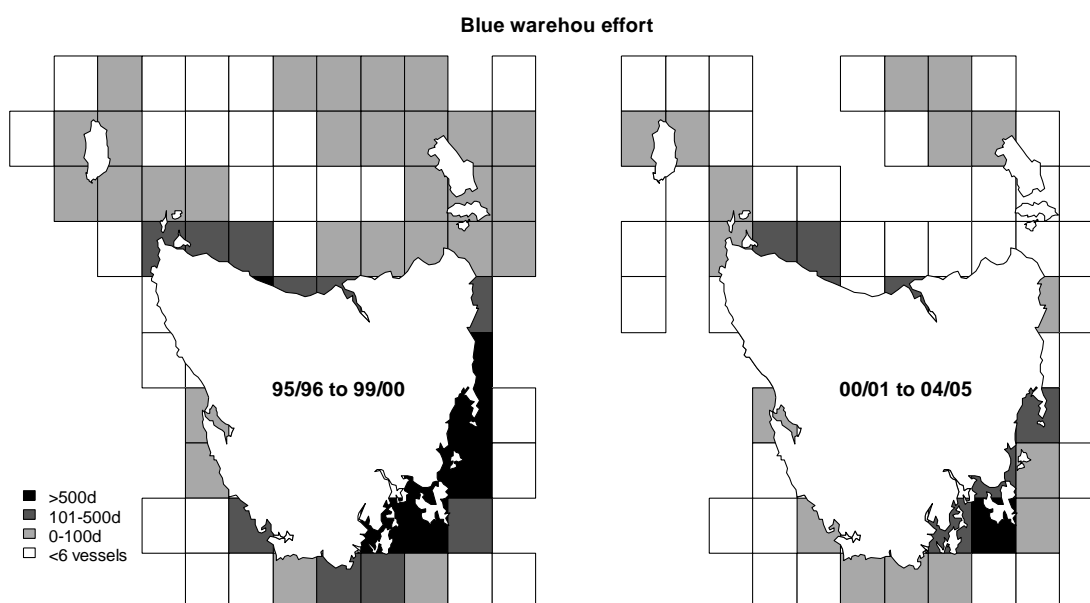 Blue warehou effort
95/96 to 99/00
00/01 to 04/05
>500d
101-500d
0-100d
<6 vessels